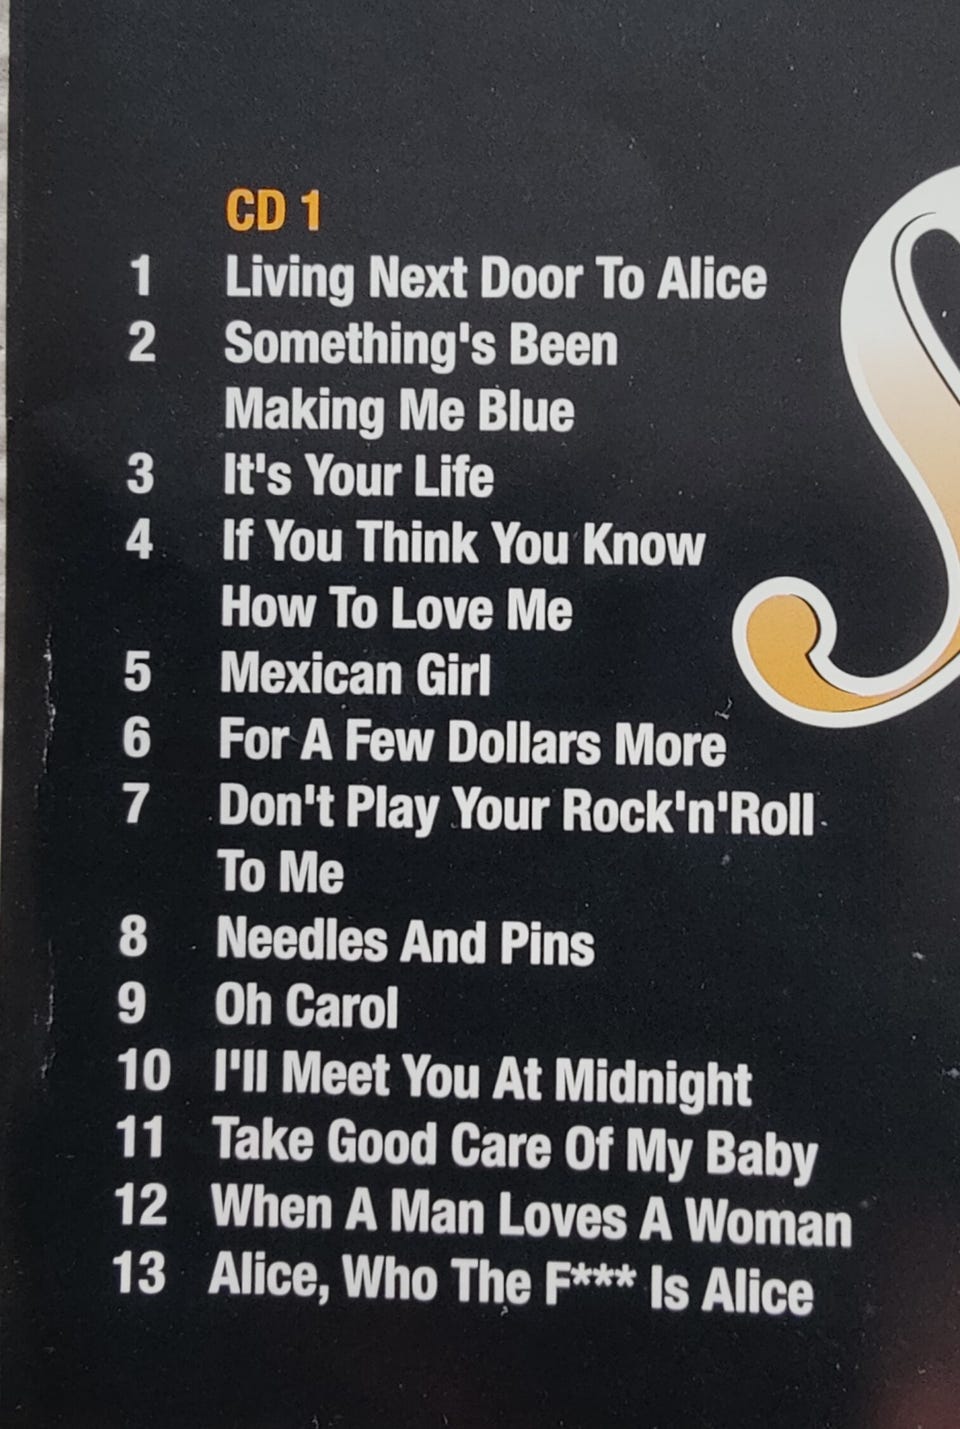 CD 1
1 Living Next Door To Alice
2 Something's Been
Making Me Blue
3 It's Your Life
4 If You Think You Know
How To Love Me
5 Mexican Girl
6 For A Few Dollars More
7 Don't Play Your Rock'n'Roll
To Me
8 Needles And Pins
9 Oh Carol
10 I'll Meet You At Midnight
11 Take Good Care Of My Baby
12 When A Man Loves A Woman
13 Alice, Who The F*** Is Alice
S